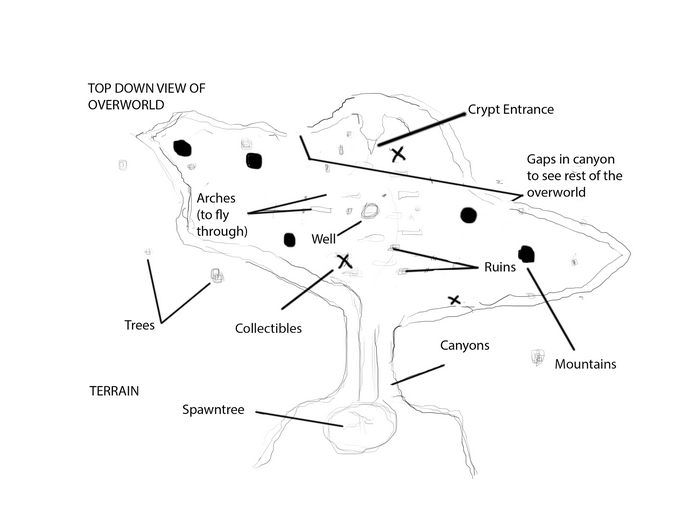 TOP DOWN VIEW OF
OVERWORLD
Crypt Entrance
Gaps in canyon
to see rest of the
overworld
Arches
(to fly
through)
Well
Ruins
Trees
Collectibles
Canyons
Mountains
TERRAIN
Spawntree